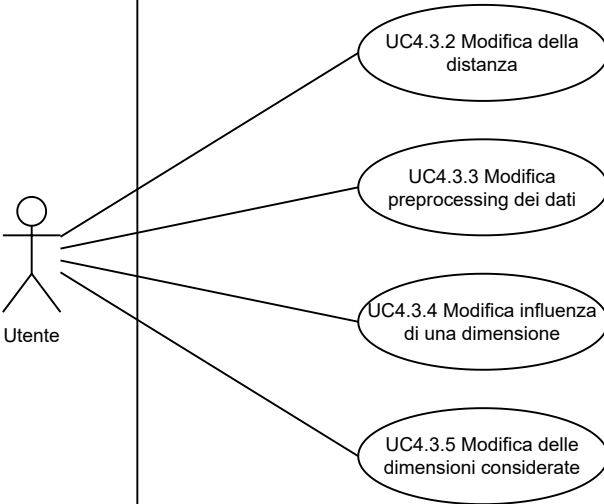 UC4.3.2 Modifica della
distanza
UC4.3.3 Modifica
preprocessing dei dati
UC4.3.4 Modifica influenza
di una dimensione
Utente
UC4.3.5 Modifica delle
dimensioni considerate